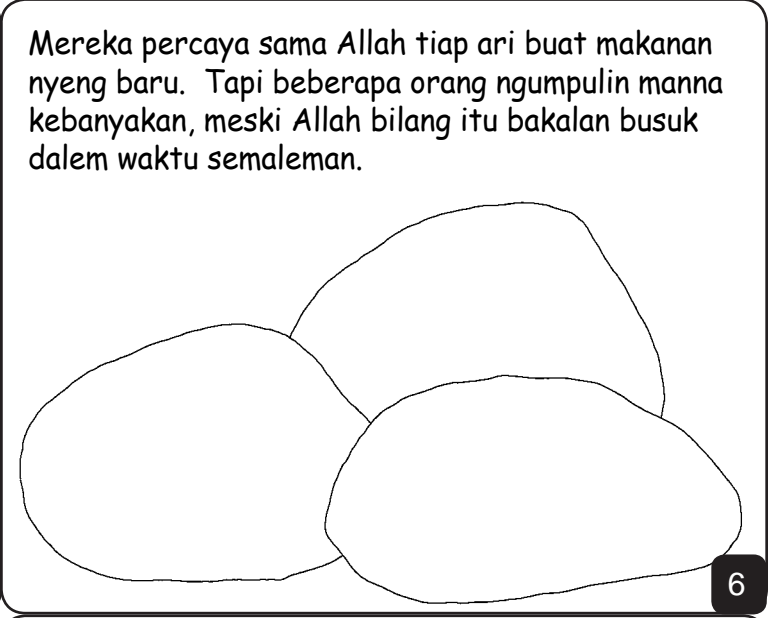 Mereka percaya sama Allah tiap ari buat makanan
nyeng baru.  Tapi beberapa orang ngumpulin manna
kebanyakan, meski Allah bilang itu bakalan busuk
dalem waktu semaleman.
6